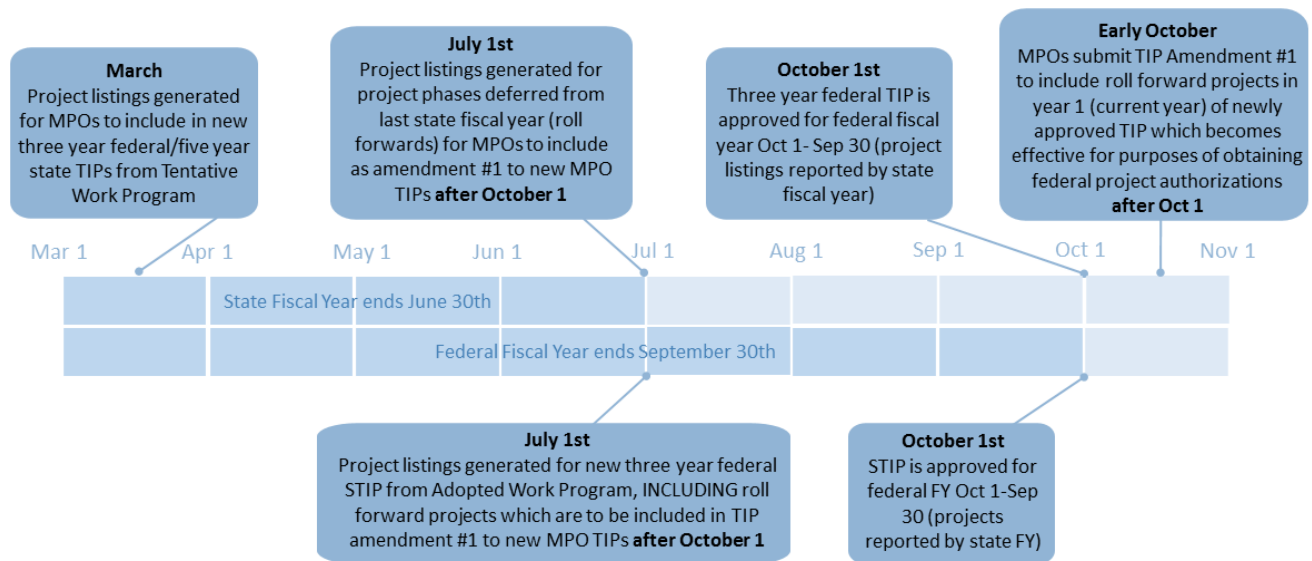 March
Project listings generated
for MPOs to include in new
three year federal/five year
state TIPs from Tentative
Work Program
July 1st
Project listings generated for
project phases deferred from
last state fiscal year (roll
forwards) for MPOs to include
as amendment #1 to new MPO
TIPs after October 1
October 1st
Three year federal TIP is
approved for federal fiscal
year Oct 1- Sep 30 (project
listings reported by state
fiscal year)
Early October
MPOs submit TIP Amendment #1
to include roll forward projects in
year 1 (current year) of newly
approved TIP which becomes
effective for purposes of obtaining
federal project authorizations
after Oct 1
Mar 1
Apr 1
May 1
Jun 1
Jul 1
Aug 1
Sep 1
Oct 1
Nov 1
State Fiscal Year ends June 30th
Federal Fiscal Year ends September 30th
July 1st
Project listings generated for new three year federal
STIP from Adopted Work Program, INCLUDING roll
forward projects which are to be included in TIP
amendment #1 to new MPO TIPs after October 1
October 1st
STIP is approved for
federal FY Oct 1-Sep
30 (projects
reported by state FY)